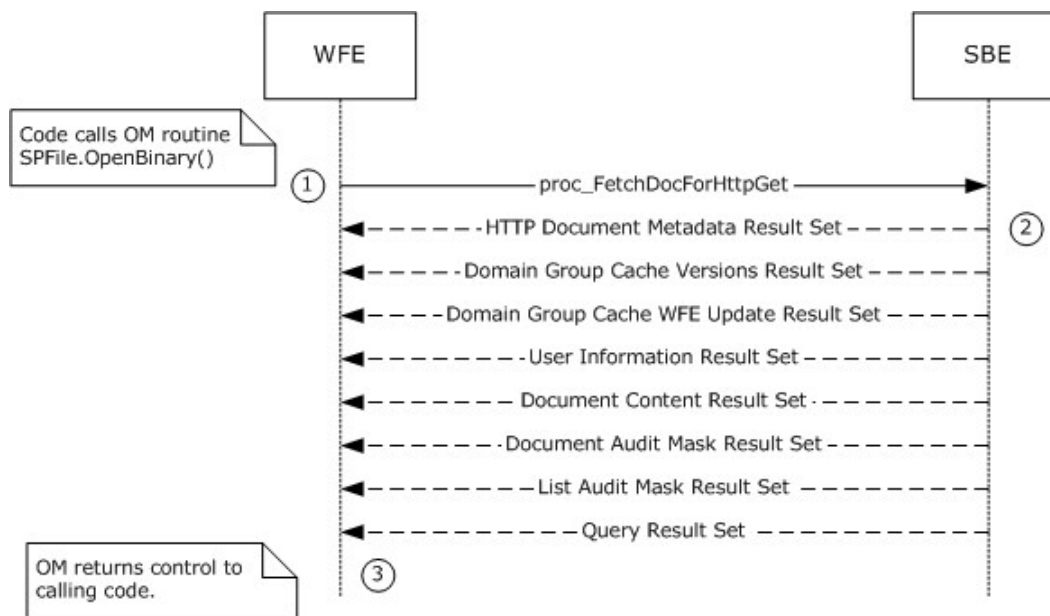 WFE
SBE
Code calls OM routine
SPFile.OpenBinary()
1
proc_FetchDocForHttpGet
HTTP Document Metadata Result Set
2
Domain Group Cache Versions Result Set
Domain Group Cache WFE Update Result Set
User Information Result Set
Document Content Result Set
Document Audit Mask Result Set
List Audit Mask Result Set
Query Result Set
OM returns control to
calling code.
3